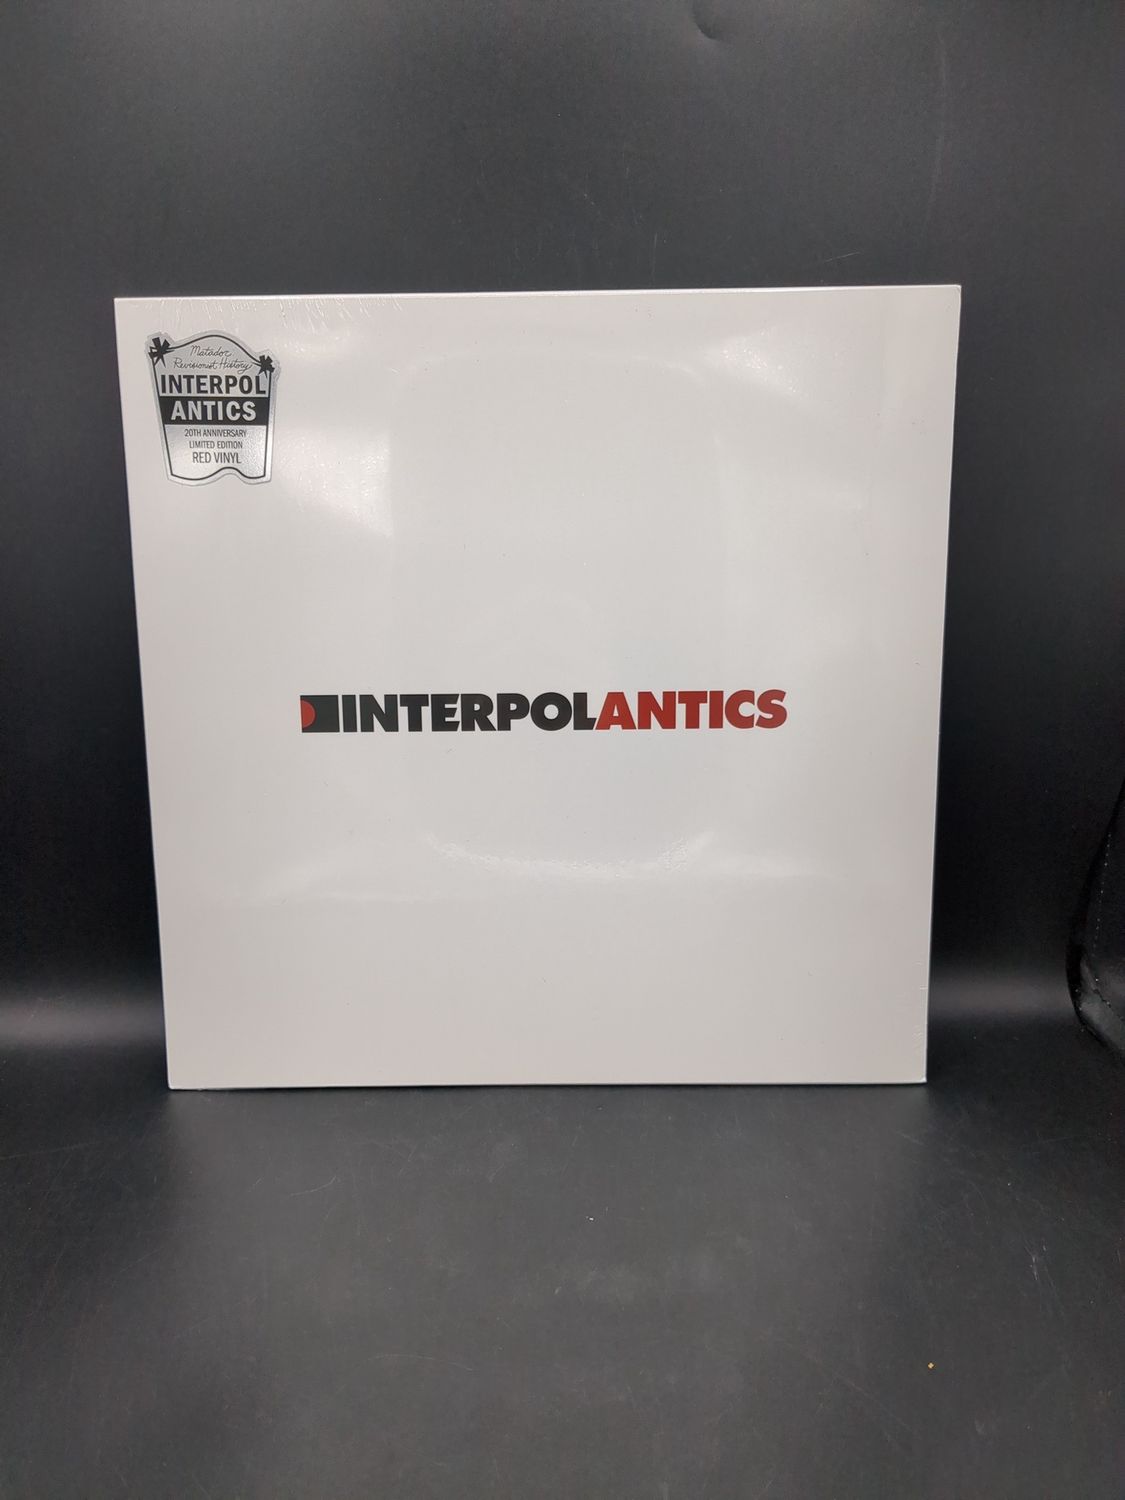 Matador
Revisionist History
INTERPOL
ANTICS
20TH ANNIVERSARY
LIMITED EDITION
RED VINYL
INTERPOLANTICS